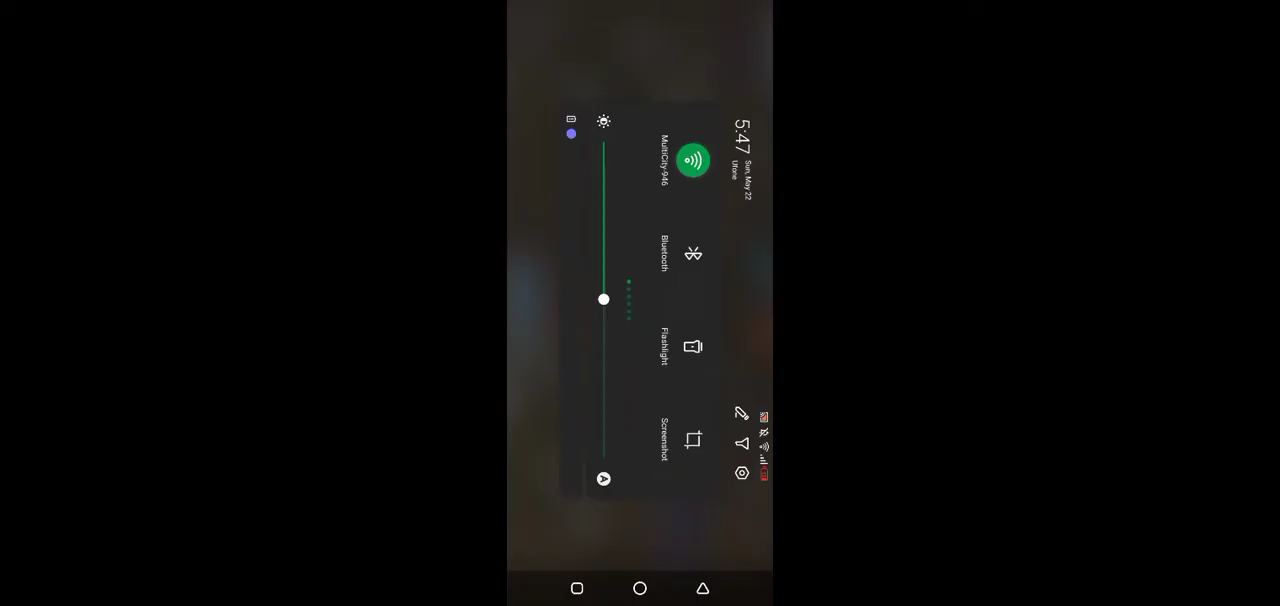 5:47
Sun, May 22
Ufone
MultiCity-946
Bluetooth
Flashlight
Screenshot
A